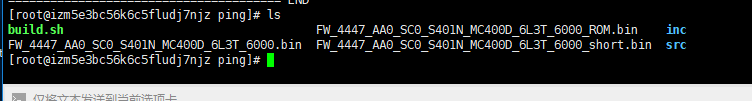 ======================================== END
[root@izm5e3bc56k6c5fludj7njz ping]# ls
build.sh FW_4447_AA0_SC0_S401N_MC400D_6L3T_6000_ROM.bin inc
FW_4447_AA0_SC0_S401N_MC400D_6L3T_6000.bin FW_4447_AA0_SC0_S401N_MC400D_6L3T_6000_short.bin src
[root@izm5e3bc56k6c5fludj7njz ping]#
仅将文本发送到当前选项卡